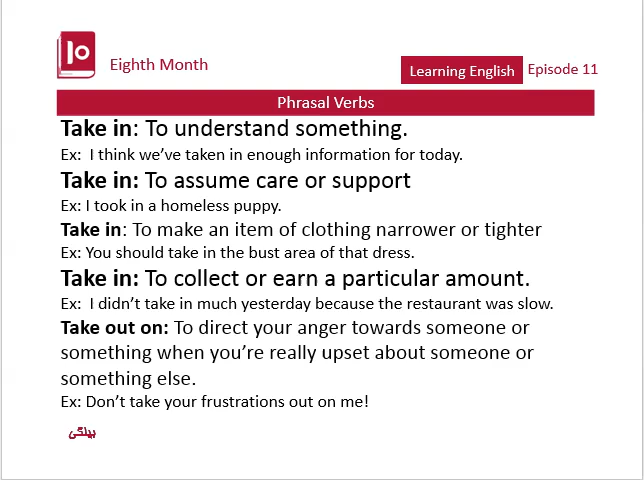 Eighth Month
Learning English Episode 11
Phrasal Verbs
Take in: To understand something.
Ex:  I think we’ve taken in enough information for today.
Take in: To assume care or support
Ex: I took in a homeless puppy.
Take in: To make an item of clothing narrower or tighter
Ex: You should take in the bust area of that dress.
Take in: To collect or earn a particular amount.
Ex:  I didn’t take in much yesterday because the restaurant was slow.
Take out on: To direct your anger towards someone or
something when you’re really upset about someone or
something else.
Ex: Don’t take your frustrations out on me!